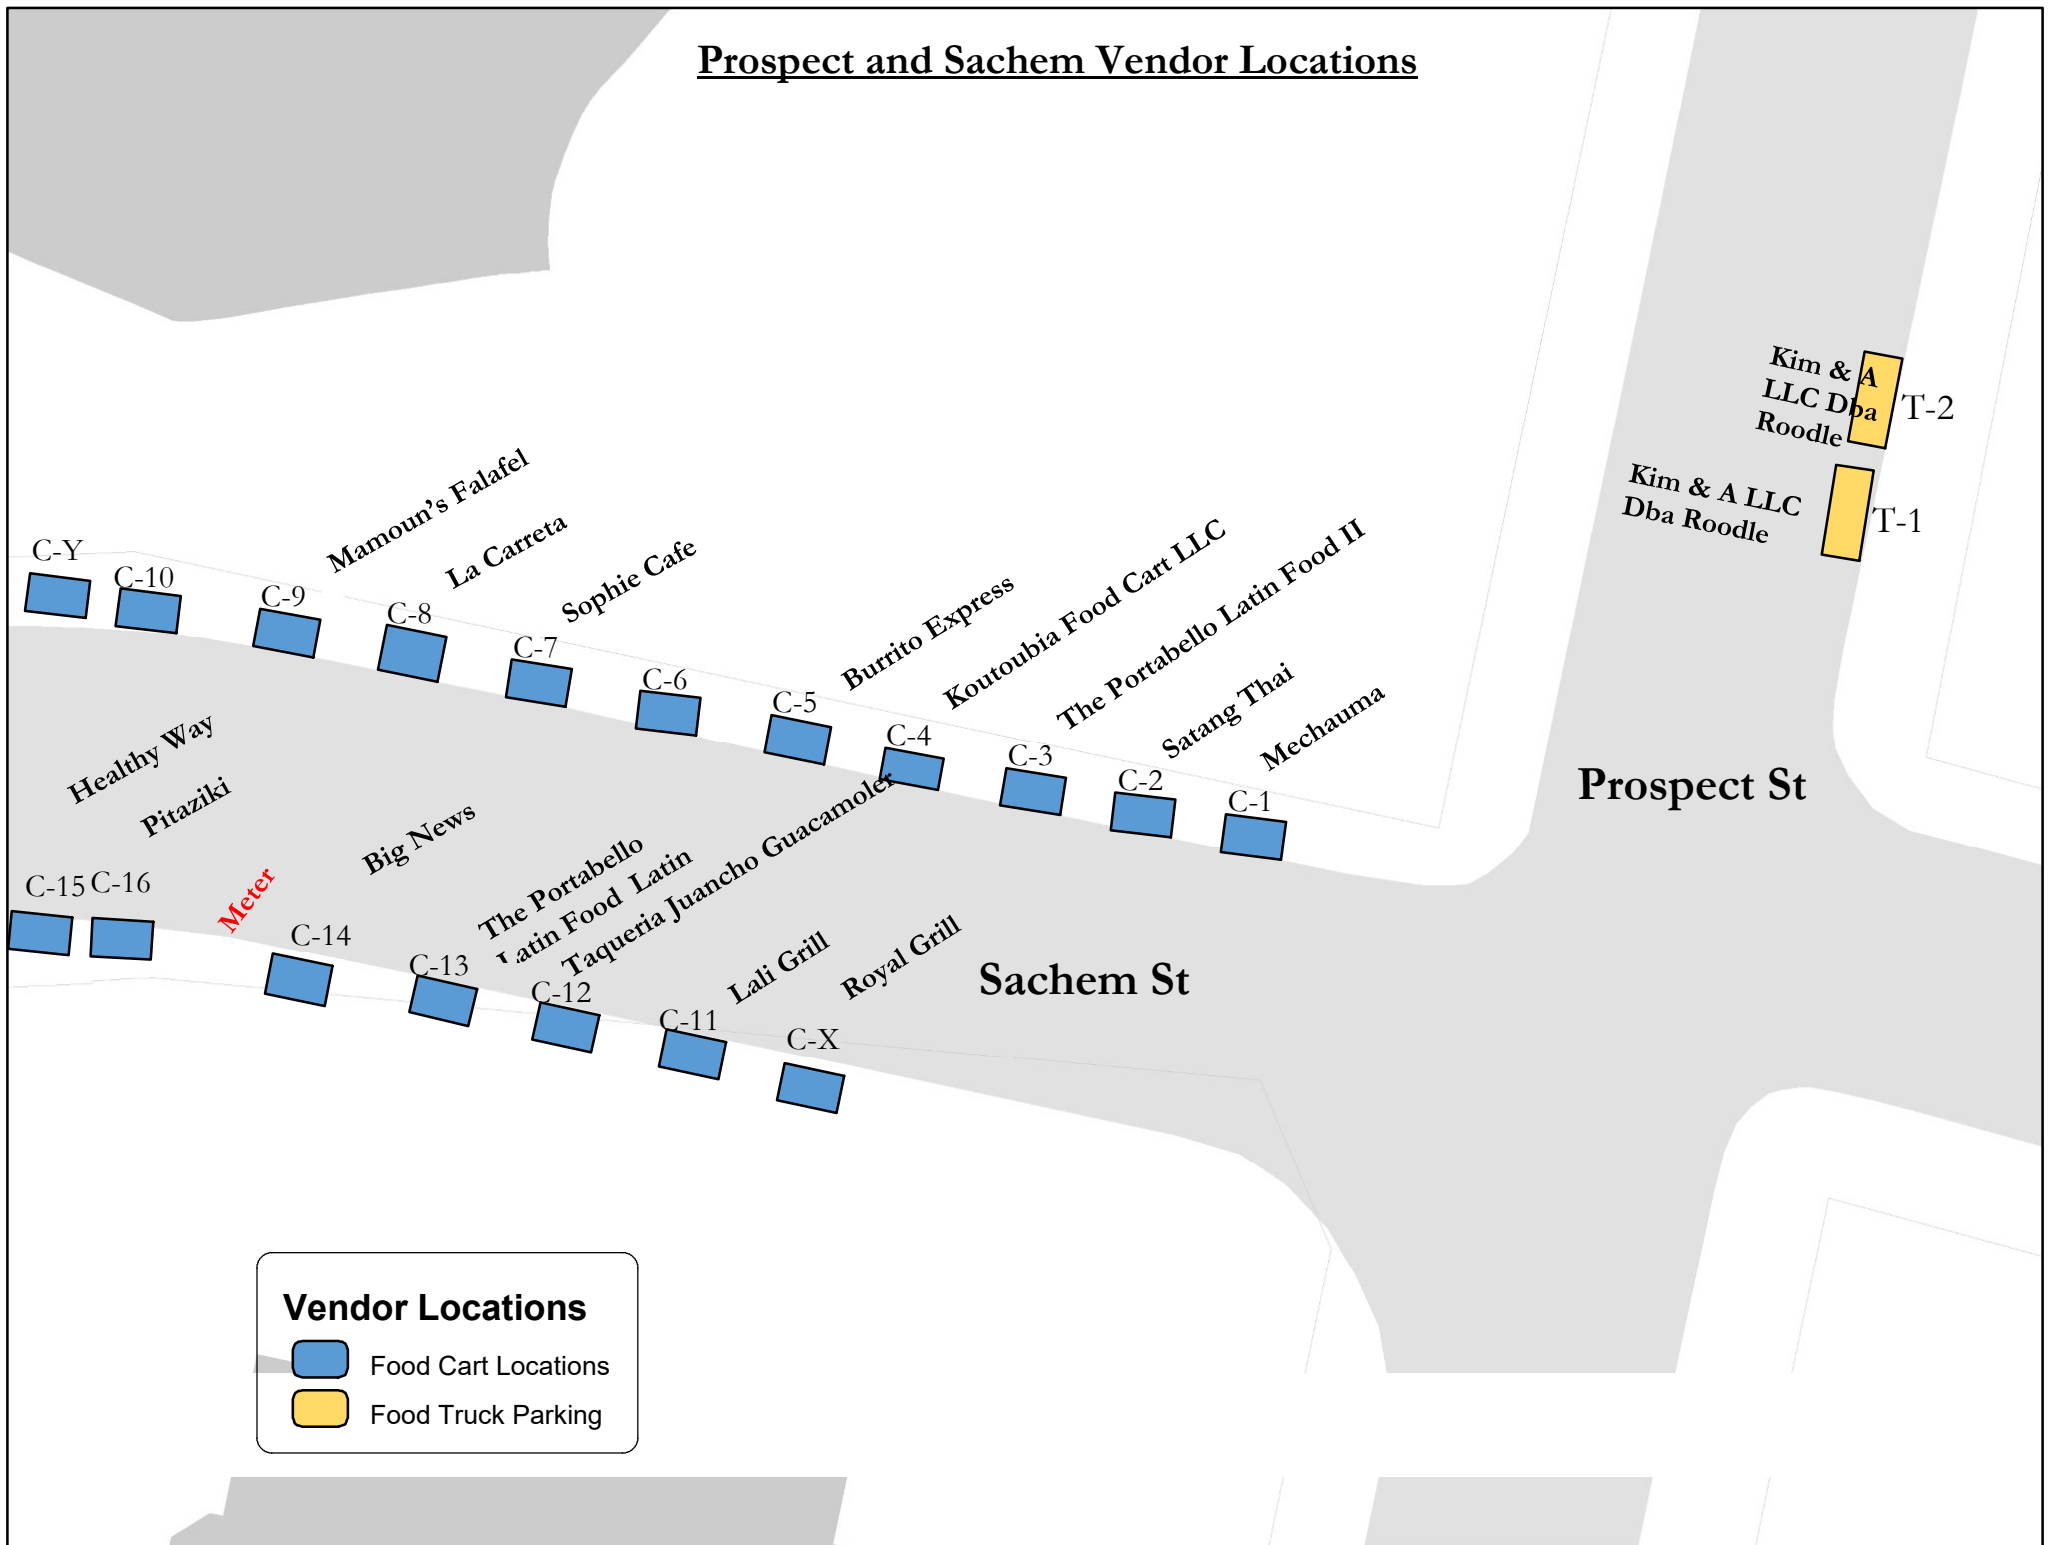 Prospect and Sachem Vendor Locations
Kim & A
LLC Dba
Roodle
T-2
Kim & A LLC
Dba Roodle
T-1
Mamoun’s Falafel
La Carreta
Sophie Cafe
Burrito Express
Koutoubia Food Cart LLC
The Portabello Latin Food II
Satang Thai
Mechauma
C-Y
C-10
C-9
C-8
C-7
C-6
C-5
C-4
C-3
C-2
C-1
Prospect St
Healthy Way
Pitaziki
Meter
Big News
The Portabello
Latin Food Latin
Taqueria Juancho Guacamoler
Lali Grill
Royal Grill
Sachem St
C-15
C-16
C-14
C-13
C-12
C-11
C-X
Vendor Locations
Food Cart Locations
Food Truck Parking